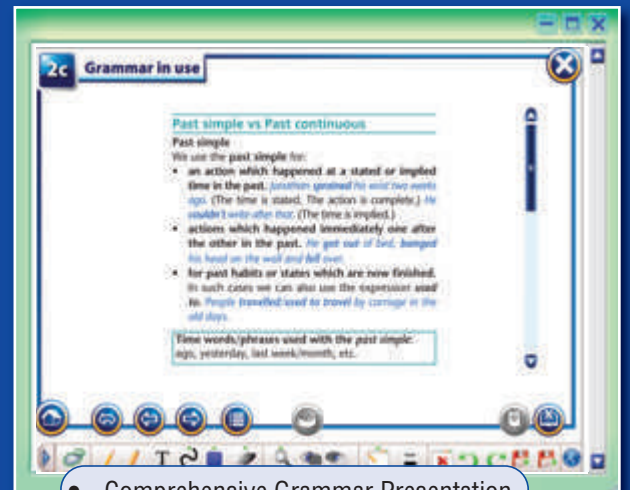 2c Grammar in use
Past simple vs Past continuous
Past simple
We use the past simple for:
• an action which happened at a stated or implied
time in the past. Jonathan sprained his wrist two weeks
ago. (The time is stated. The action is complete.) He
couldn't write after that. (The time is implied.)
• actions which happened immediately one after
the other in the past. He got out of bed, banged
his head on the wall and fell over.
• for past habits or states which are now finished.
In such cases we can also use the expression used
to. People travelled/used to travel by carriage in the
old days.
Time words/phrases used with the past simple:
ago, yesterday, last week/month, etc.
T
• Comprehensive Grammar Presentation